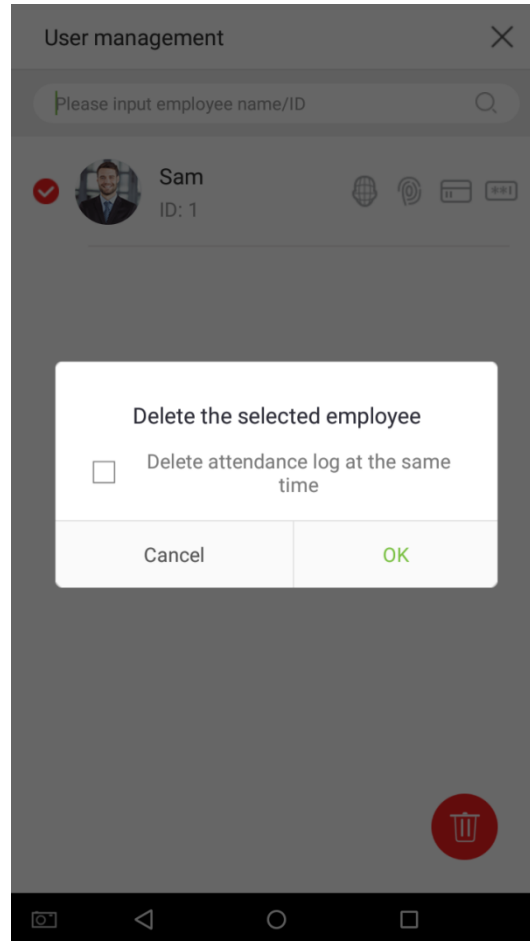 User management
Please input employee name/ID
Sam
ID: 1
Delete the selected employee
Delete attendance log at the same
time
Cancel
OK